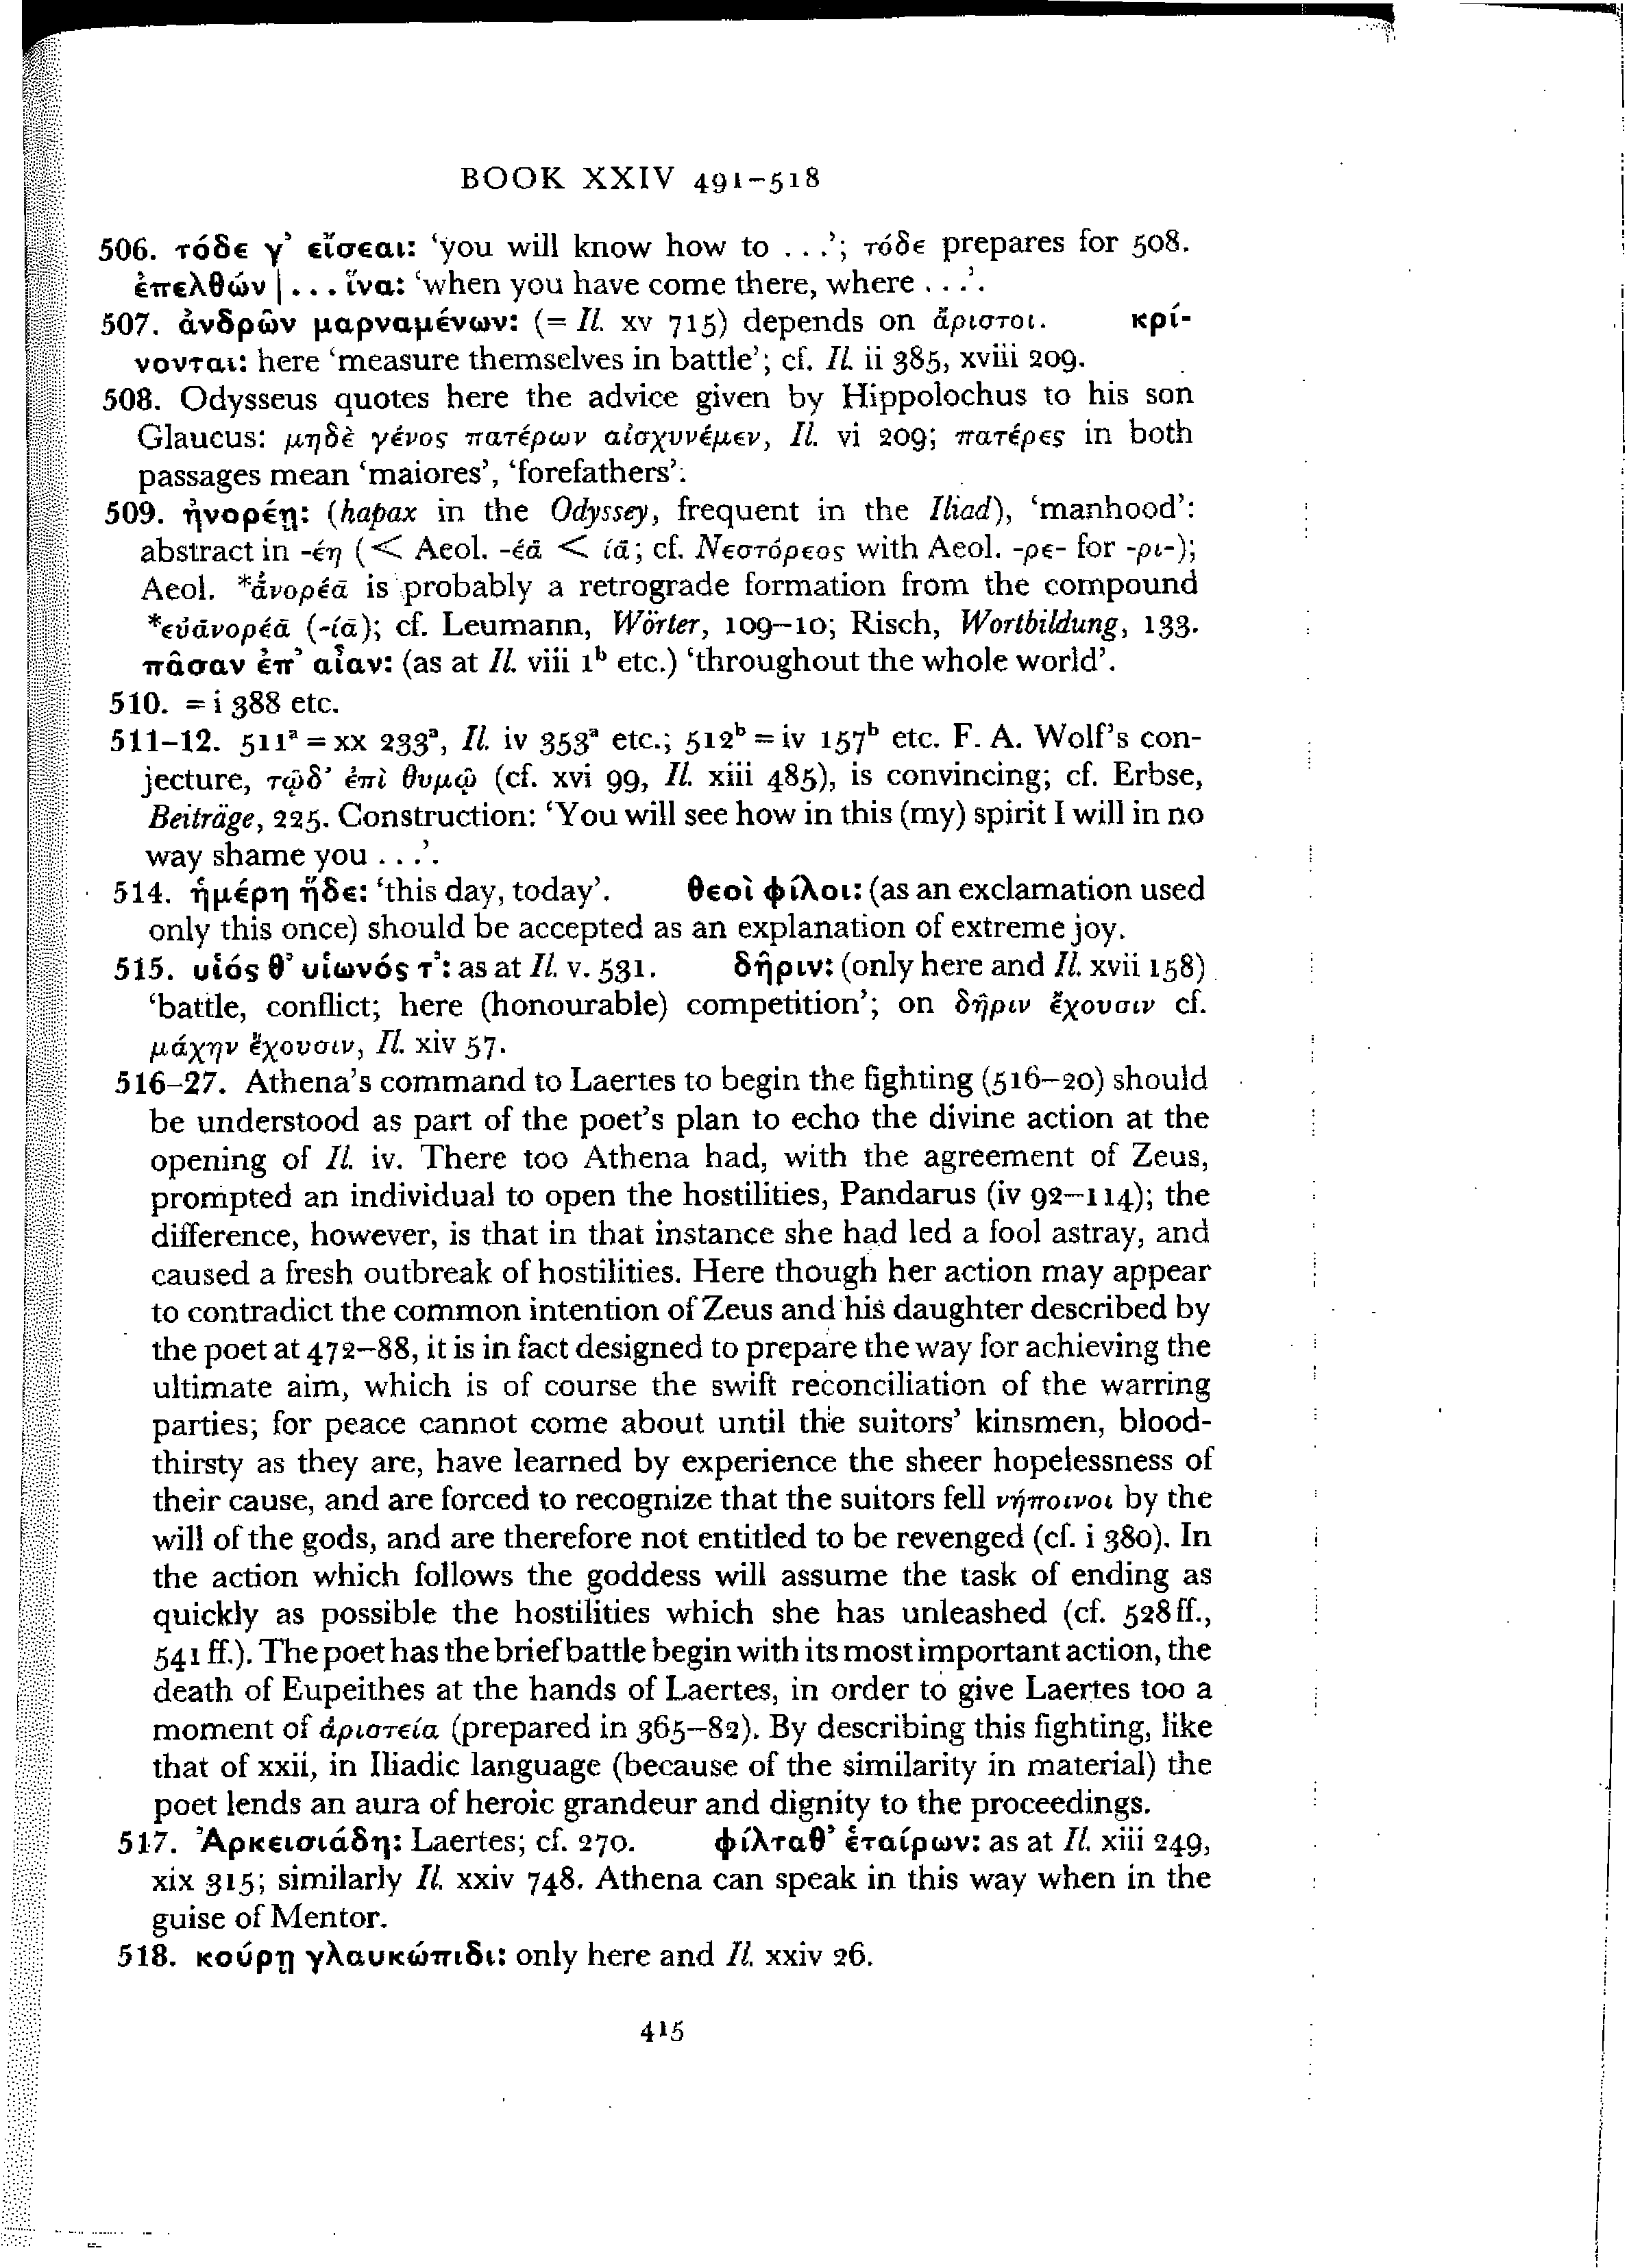 BOOK XXIV 491–518
506. τόδε γ’ εἴσεαι: ‘you will know how to . . .’; τόδε prepares for 508.
ἐπελθών | . . . ἵνα: ‘when you have come there, where . . .’.
507. ἀνδρῶν μαρναμένων: (= Il. xv 715) depends on ἄριστοι. κρί-
νονται: here ‘measure themselves in battle’; cf. Il. ii 385, xviii 209.
508. Odysseus quotes here the advice given by Hippolochus to his son
Glaucus: μηδὲ γένος πατέρων αἰσχυνέμεν, Il. vi 209; πατέρες in both
passages mean ‘maiores’, ‘forefathers’.
509. ἠνορέῃ: (hapax in the Odyssey, frequent in the Iliad), ‘manhood’:
abstract in -έη (< Aeol. -έᾱ < ίᾱ; cf. Νεστόρεος with Aeol. -ρε- for -ρι-);
Aeol. *ἀνορέᾱ is probably a retrograde formation from the compound
*εὐᾱνορέᾱ (-ίᾱ); cf. Leumann, Wörter, 109–10; Risch, Wortbildung, 133.
πᾶσαν ἐπ’ αἶαν: (as at Il. viii 1ᵇ etc.) ‘throughout the whole world’.
510. = i 388 etc.
511–12. 511ᵃ = xx 233ᵃ, Il. iv 353ᵃ etc.; 512ᵇ = iv 157ᵇ etc. F. A. Wolf’s con-
jecture, τῷδ’ ἐπὶ θυμῷ (cf. xvi 99, Il. xiii 485), is convincing; cf. Erbse,
Beiträge, 225. Construction: ‘You will see how in this (my) spirit I will in no
way shame you . . .’.
514. ἡμέρη ἥδε: ‘this day, today’. θεοὶ φίλοι: (as an exclamation used
only this once) should be accepted as an explanation of extreme joy.
515. υἱός θ’ υἱωνός τ’: as at Il. v. 531. δῆριν: (only here and Il. xvii 158)
‘battle, conflict; here (honourable) competition’; on δῆριν ἔχουσιν cf.
μάχην ἔχουσιν, Il. xiv 57.
516–27. Athena’s command to Laertes to begin the fighting (516–20) should
be understood as part of the poet’s plan to echo the divine action at the
opening of Il. iv. There too Athena had, with the agreement of Zeus,
prompted an individual to open the hostilities, Pandarus (iv 92–114); the
difference, however, is that in that instance she had led a fool astray, and
caused a fresh outbreak of hostilities. Here though her action may appear
to contradict the common intention of Zeus and his daughter described by
the poet at 472–88, it is in fact designed to prepare the way for achieving the
ultimate aim, which is of course the swift reconciliation of the warring
parties; for peace cannot come about until the suitors’ kinsmen, blood-
thirsty as they are, have learned by experience the sheer hopelessness of
their cause, and are forced to recognize that the suitors fell νήποινοι by the
will of the gods, and are therefore not entitled to be revenged (cf. i 380). In
the action which follows the goddess will assume the task of ending as
quickly as possible the hostilities which she has unleashed (cf. 528 ff.,
541 ff.). The poet has the brief battle begin with its most important action, the
death of Eupeithes at the hands of Laertes, in order to give Laertes too a
moment of ἀριστεία (prepared in 365–82). By describing this fighting, like
that of xxii, in Iliadic language (because of the similarity in material) the
poet lends an aura of heroic grandeur and dignity to the proceedings.
517. Ἀρκεισιάδη: Laertes; cf. 270. φίλταθ’ ἑταίρων: as at Il. xiii 249,
xix 315; similarly Il. xxiv 748. Athena can speak in this way when in the
guise of Mentor.
518. κούρῃ γλαυκώπιδι: only here and Il. xxiv 26.
415